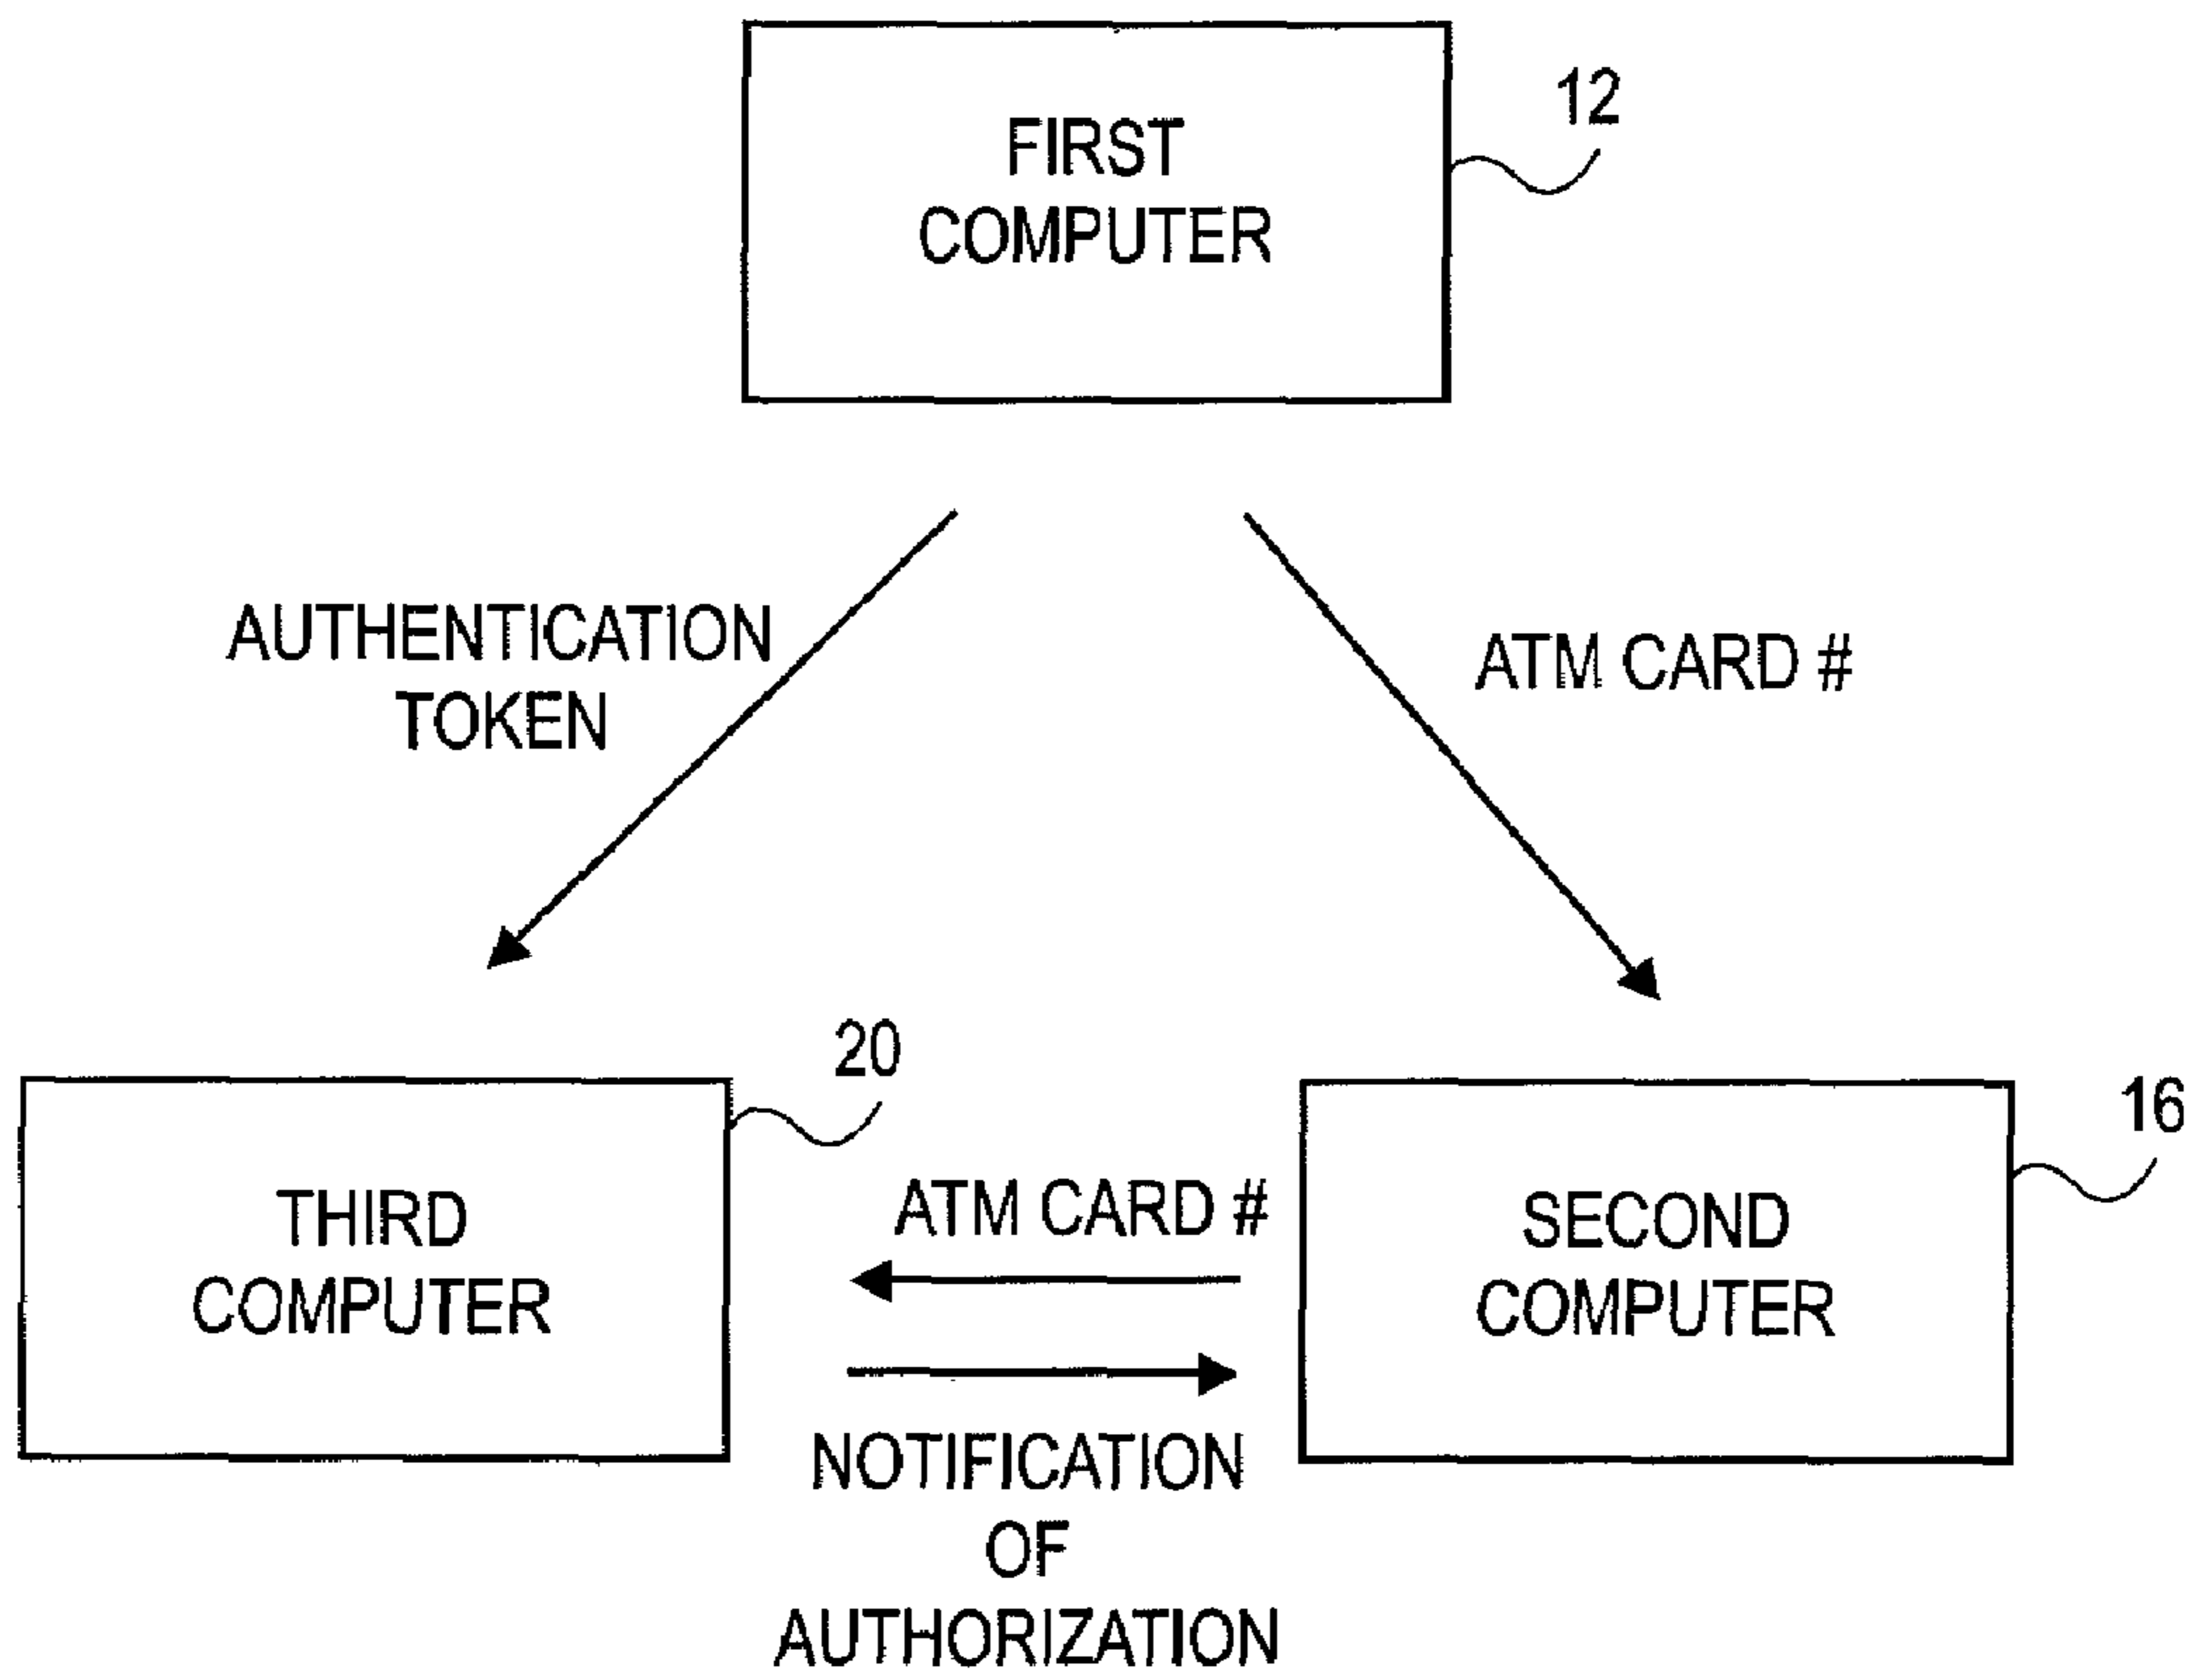 FIRST
COMPUTER
12
AUTHENTICATION
TOKEN
ATM CARD #
20
16
THIRD
COMPUTER
ATM CARD #
SECOND
COMPUTER
NOTIFICATION
OF
AUTHORIZATION